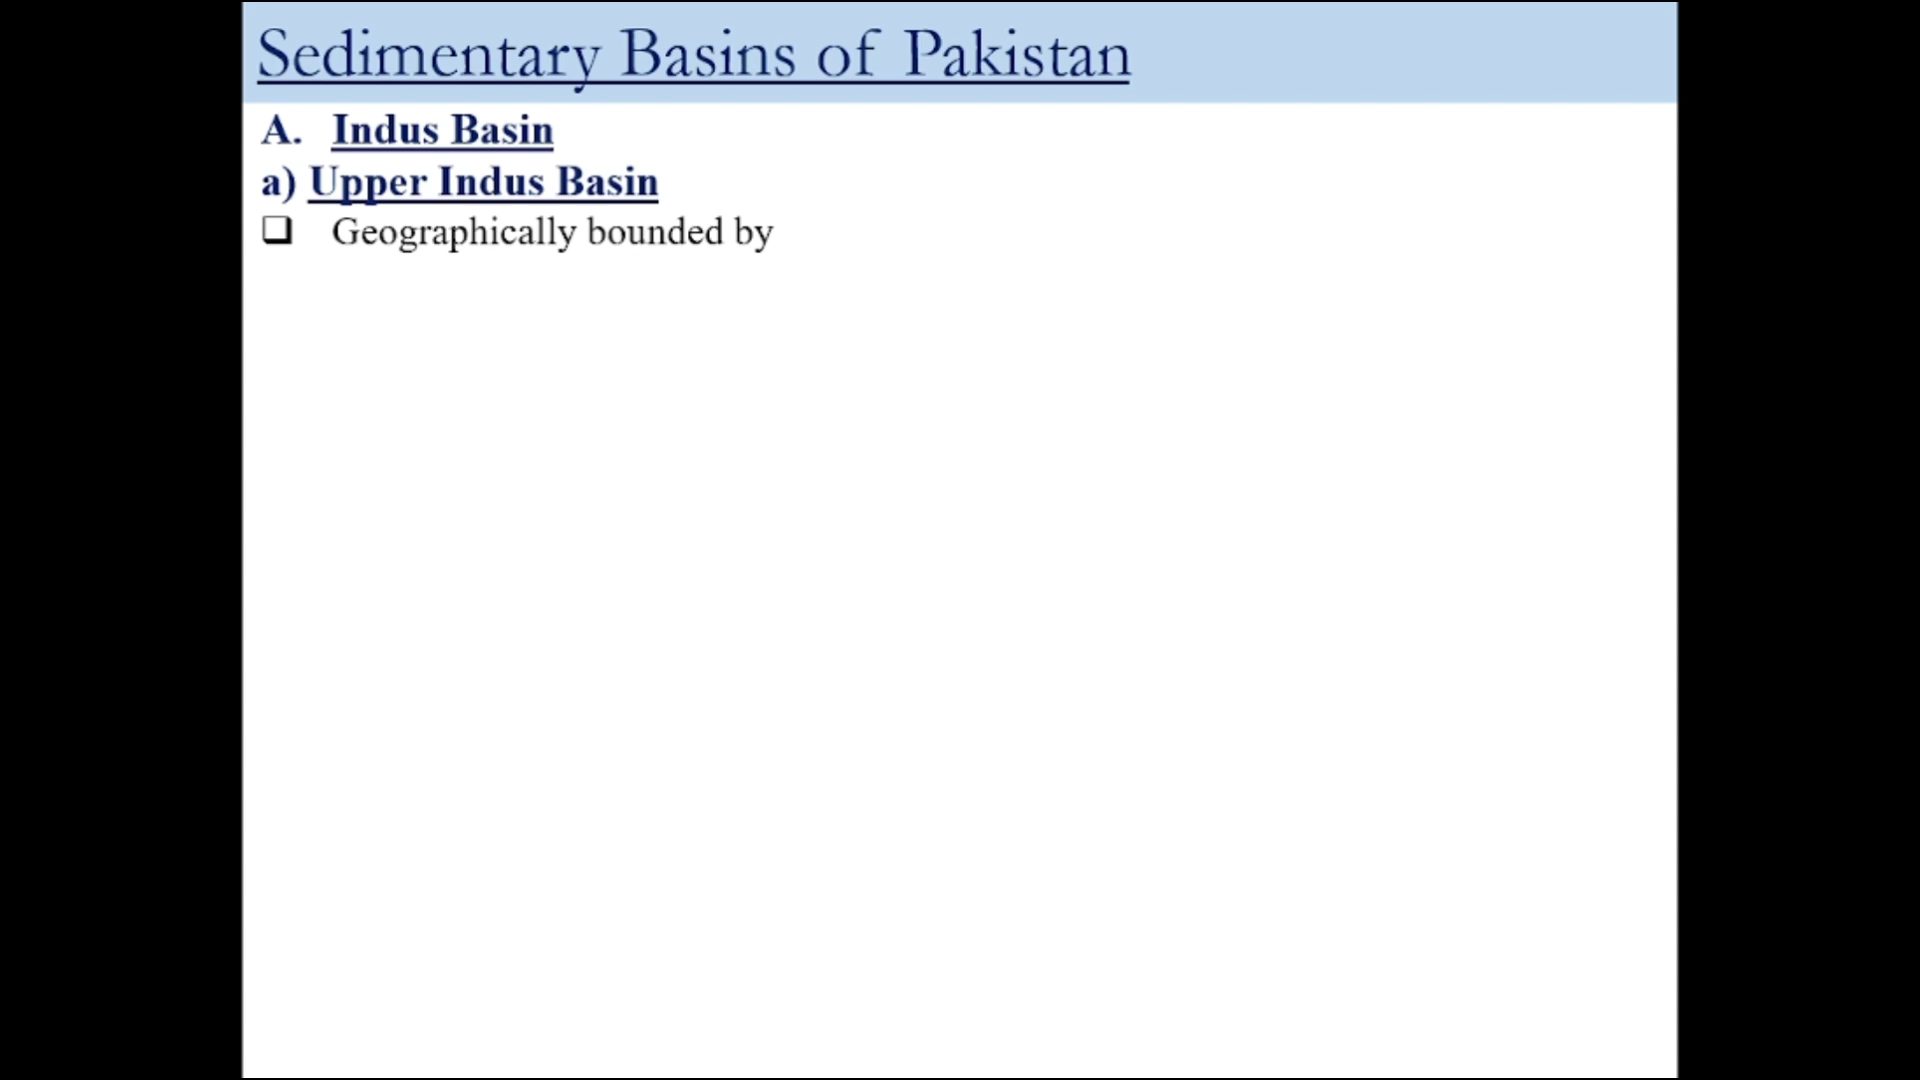 Sedimentary Basins of Pakistan
A. Indus Basin
a) Upper Indus Basin
❑ Geographically bounded by